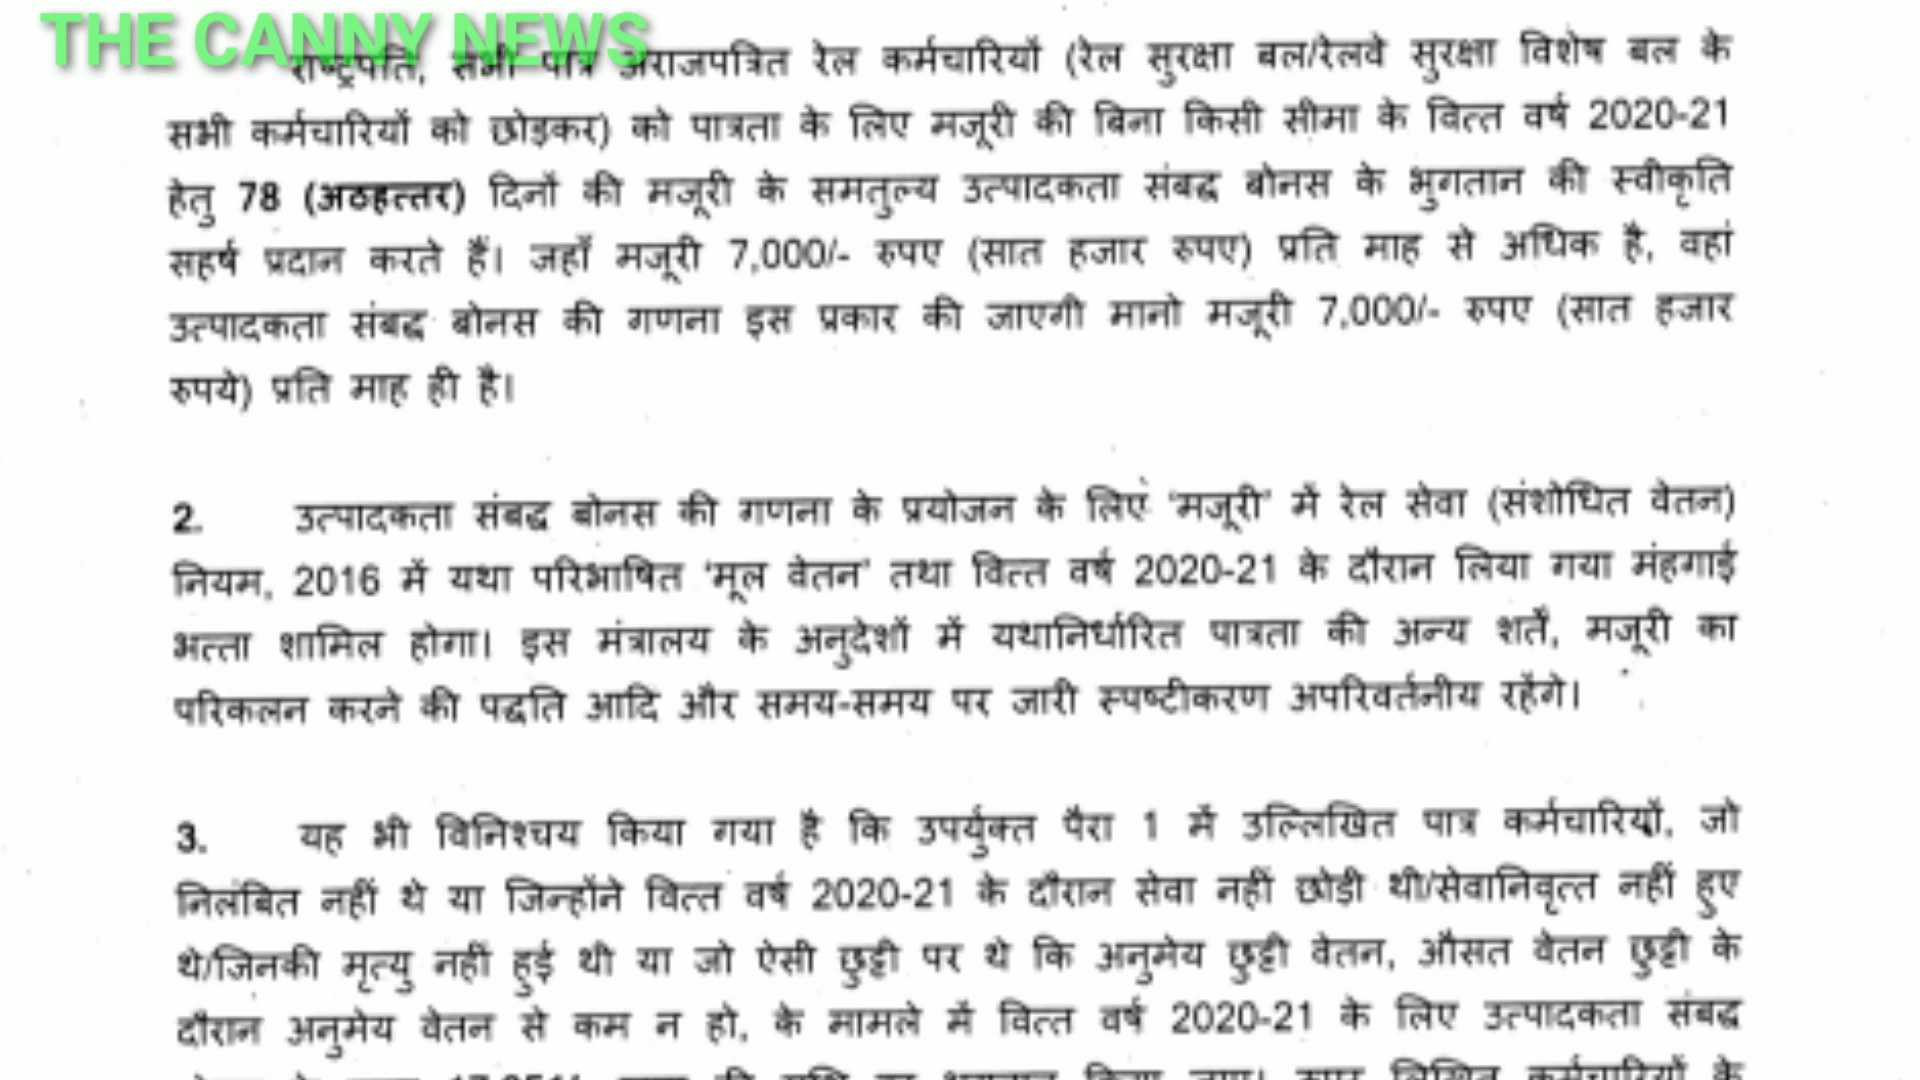 THE CANNY NEWS
राष्ट्रपति, सभी पात्र अराजपत्रित रेल कर्मचारियों (रेल सुरक्षा बल/रेलवे सुरक्षा विशेष बल के
सभी कर्मचारियों को छोड़कर) को पात्रता के लिए मजूरी की बिना किसी सीमा के वित्त वर्ष 2020-21
हेतु 78 (अठहत्तर) दिनों की मजूरी के समतुल्य उत्पादकता संबद्ध बोनस के भुगतान की स्वीकृति
सहर्ष प्रदान करते हैं। जहाँ मजूरी 7,000/- रुपए (सात हजार रुपए) प्रति माह से अधिक है, वहां
उत्पादकता संबद्ध बोनस की गणना इस प्रकार की जाएगी मानो मजूरी 7,000/- रुपए (सात हजार
रुपये) प्रति माह ही है।
2. उत्पादकता संबद्ध बोनस की गणना के प्रयोजन के लिए 'मजूरी' में रेल सेवा (संशोधित वेतन)
नियम, 2016 में यथा परिभाषित 'मूल वेतन' तथा वित्त वर्ष 2020-21 के दौरान लिया गया मंहगाई
भत्ता शामिल होगा। इस मंत्रालय के अनुदेशों में यथानिर्धारित पात्रता की अन्य शर्तें, मजूरी का
परिकलन करने की पद्धति आदि और समय-समय पर जारी स्पष्टीकरण अपरिवर्तनीय रहेंगे।
3. यह भी विनिश्चय किया गया है कि उपर्युक्त पैरा 1 में उल्लिखित पात्र कर्मचारियों, जो
निलंबित नहीं थे या जिन्होंने वित्त वर्ष 2020-21 के दौरान सेवा नहीं छोड़ी थी/सेवानिवृत्त नहीं हुए
थे/जिनकी मृत्यु नहीं हुई थी या जो ऐसी छुट्टी पर थे कि अनुमेय छुट्टी वेतन, औसत वेतन छुट्टी के
दौरान अनुमेय वेतन से कम न हो, के मामले में वित्त वर्ष 2020-21 के लिए उत्पादकता संबद्ध